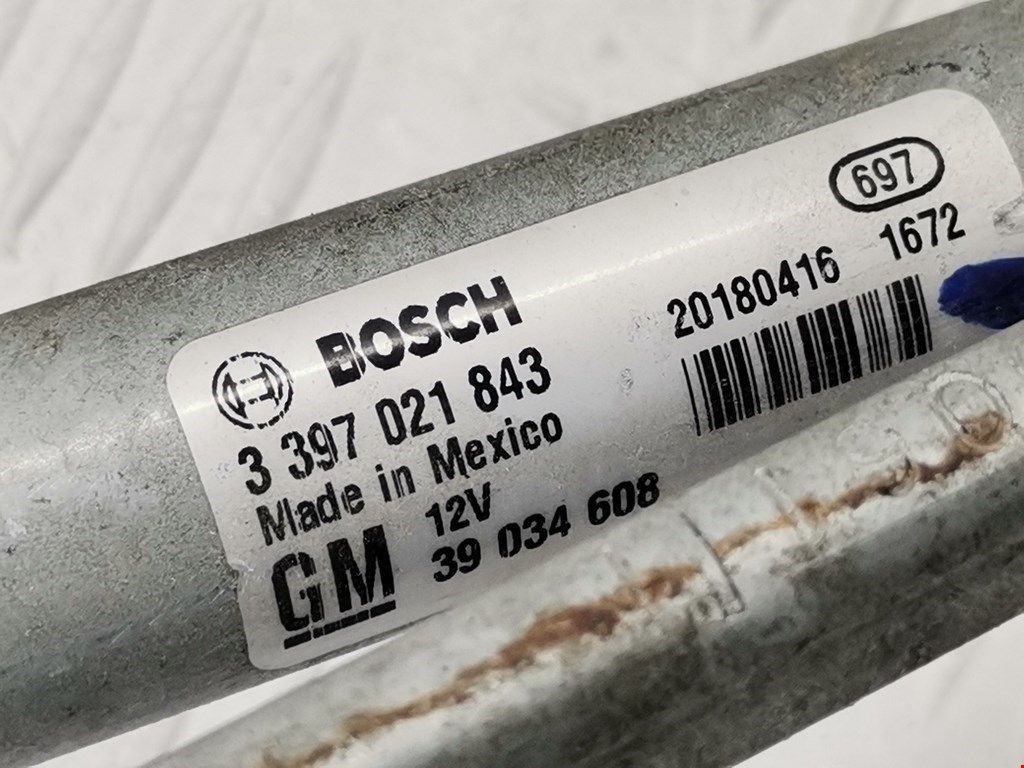 BOSCH
3 397 021 843
Made in Mexico
12V
GM
39 034 608
697
20180416 1672